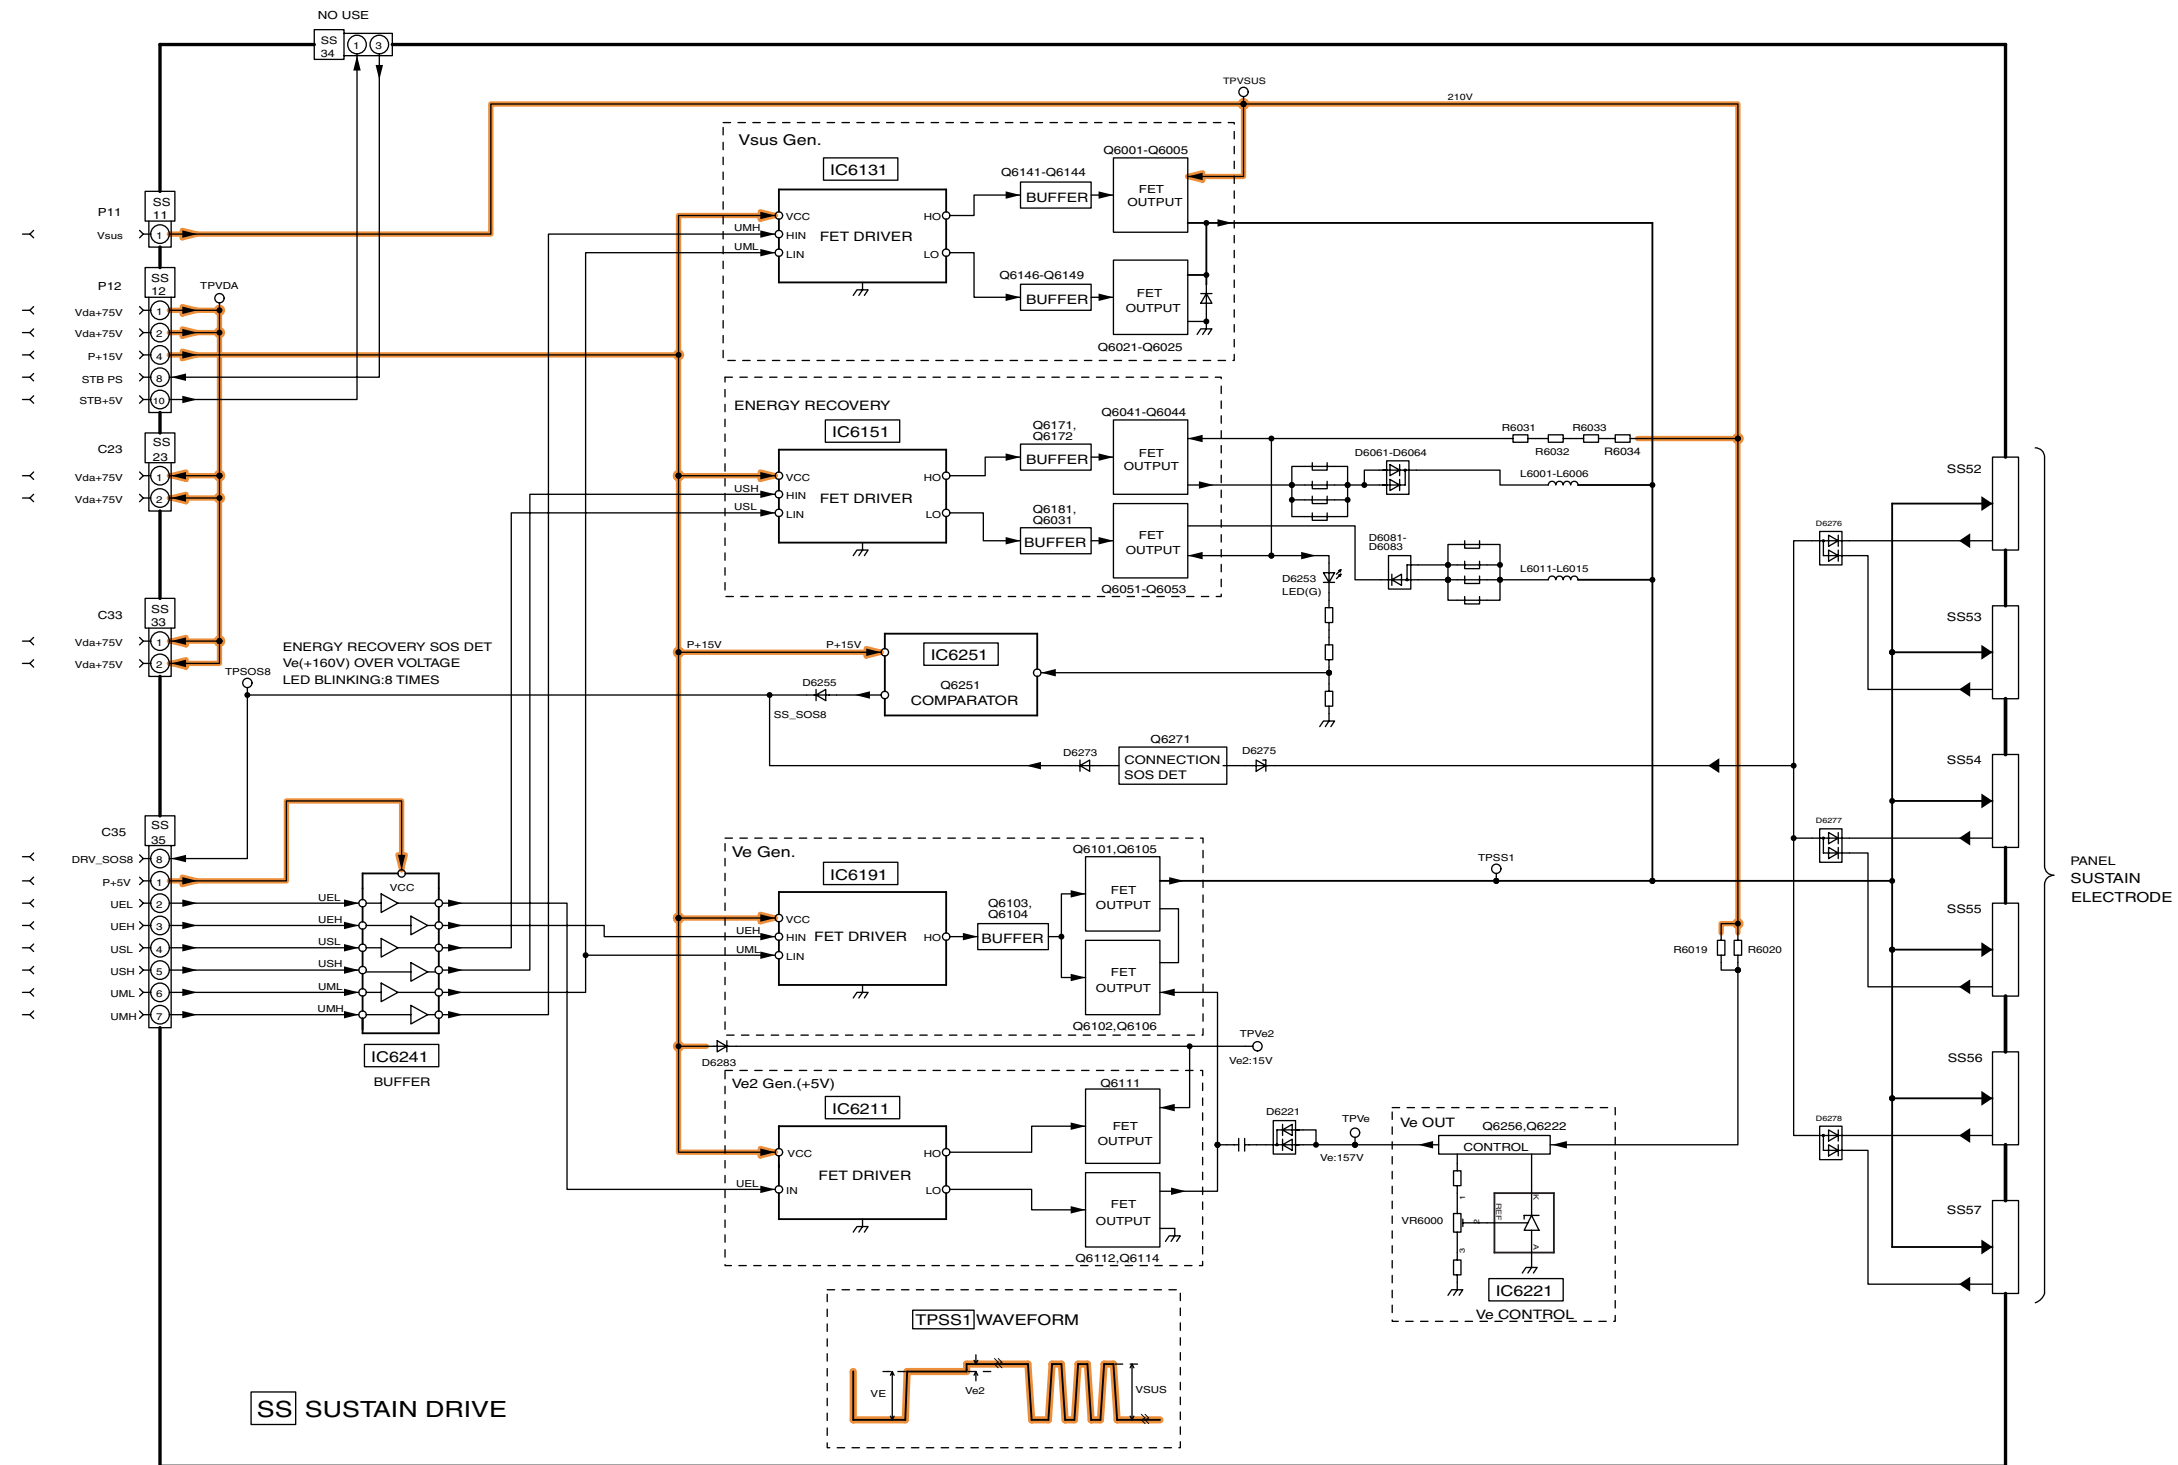 NO USE
SS
34
1
3
TPVSUS
210V
Vsus Gen.
IC6131
Q6001-Q6005
Q6141-Q6144
BUFFER
FET
OUTPUT
P11
SS
11
Vsus
1
VCC
HO
UMH
HIN
FET DRIVER
UML
LIN
LO
P12
SS
12
TPVDA
Q6146-Q6149
BUFFER
FET
OUTPUT
Q6021-Q6025
Vda+75V
1
Vda+75V
2
P+15V
4
STB PS
8
STB+5V
10
ENERGY RECOVERY
IC6151
Q6041-Q6044
Q6171,
Q6172
BUFFER
FET
OUTPUT
R6031
R6033
R6032
R6034
D6061-D6064
L6001-L6006
C23
SS
23
Vda+75V
1
Vda+75V
2
VCC
HO
USH
HIN
FET DRIVER
USL
LIN
LO
Q6181,
Q6031
BUFFER
FET
OUTPUT
Q6051-Q6053
D6081-
D6083
L6011-L6015
D6253
LED(G)
SS52
D6276
C33
SS
33
Vda+75V
1
Vda+75V
2
ENERGY RECOVERY SOS DET
Ve(+160V) OVER VOLTAGE
LED BLINKING:8 TIMES
TPSOS8
P+15V
P+15V
IC6251
Q6251
COMPARATOR
D6255
SS_SOS8
SS53
Q6271
D6273
CONNECTION
SOS DET
D6275
SS54
D6277
C35
SS
35
DRV_SOS8
8
P+5V
1
UEL
2
UEH
3
USL
4
USH
5
UML
6
UMH
7
VCC
UEL
UEH
USL
USH
UML
UMH
IC6241
BUFFER
Ve Gen.
IC6191
Q6101,Q6105
Q6103,
Q6104
BUFFER
FET
OUTPUT
VCC
UEH
HIN
FET DRIVER
HO
UML
LIN
FET
OUTPUT
Q6102,Q6106
TPSS1
PANEL
SUSTAIN
ELECTRODE
SS55
R6019
R6020
D6283
TPVe2
Ve2:15V
SS56
Ve2 Gen.(+5V)
IC6211
Q6111
FET
OUTPUT
VCC
HO
FET DRIVER
UEL
IN
LO
FET
OUTPUT
Q6112,Q6114
D6221
TPVe
Ve:157V
Ve OUT
Q6256,Q6222
CONTROL
D6278
1
VR6000
2
3
REF
K
A
IC6221
Ve CONTROL
SS57
TPSS1 WAVEFORM
VE
Ve2
VSUS
SS SUSTAIN DRIVE